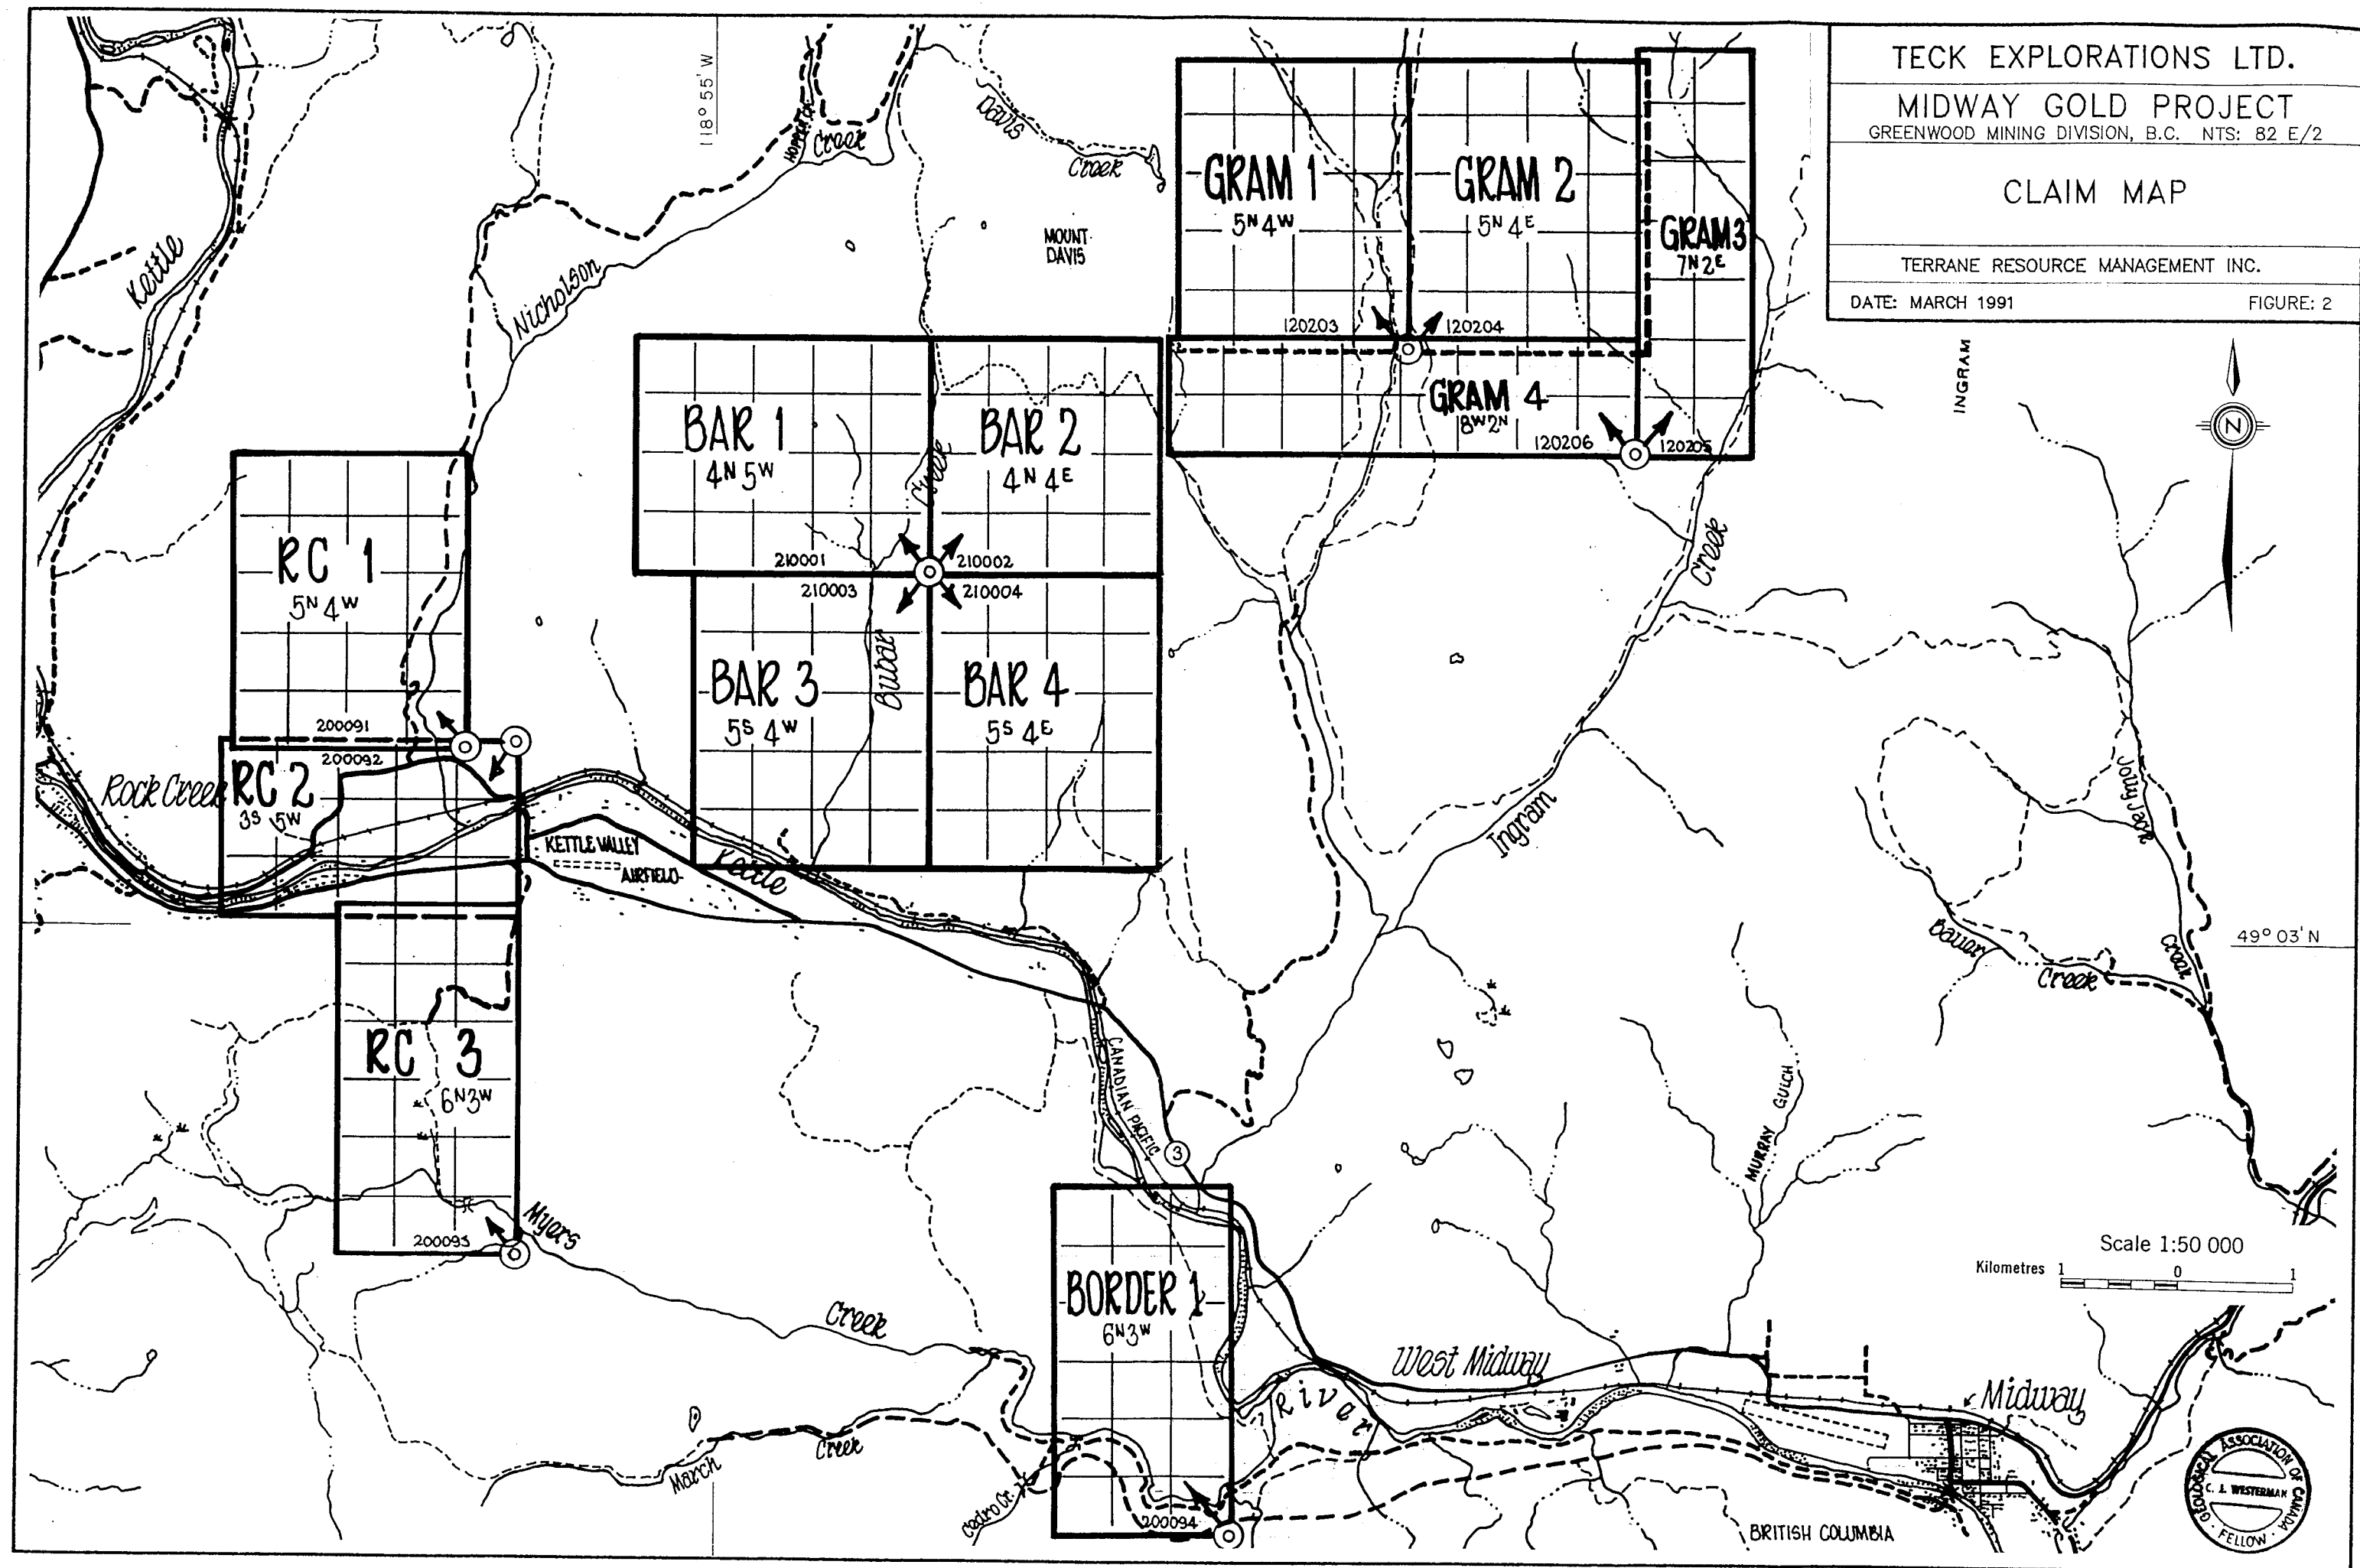 TECK EXPLORATIONS LTD.
MIDWAY GOLD PROJECT
GREENWOOD MINING DIVISION, B.C. NTS: 82 E/2
CLAIM MAP
TERRANE RESOURCE MANAGEMENT INC.
DATE: MARCH 1991 FIGURE: 2
118° 55' W
HOPPER CK.
Creek
Davis
Creek
MOUNT
DAVIS
Kettle
Nicholson
GRAM 1
5N 4W
GRAM 2
5N 4E
GRAM 3
7N 2E
120203
120204
GRAM 4
8W 2N
120206
120205
INGRAM
N
BAR 1
4N 5W
BAR 2
4N 4E
Creek
210001
210002
210003
210004
BAR 3
5S 4W
Bubar
BAR 4
5S 4E
RC 1
5N 4W
200091
200092
Rock Creek
RC 2
3S 5W
KETTLE VALLEY
AIRFIELD
Kettle
Creek
Ingram
Jolly Jack
Creek
Bauer
Creek
49° 03' N
RC 3
6N 3W
200093
Myers
Creek
CANADIAN PACIFIC
3
MURRAY GULCH
Scale 1:50 000
Kilometres 1 0 1
BORDER 1
6N 3W
200094
West Midway
River
Midway
March
Creek
Cedro Cr.
BRITISH COLUMBIA
GEOLOGICAL ASSOCIATION OF CANADA
C. J. WESTERMAN
FELLOW